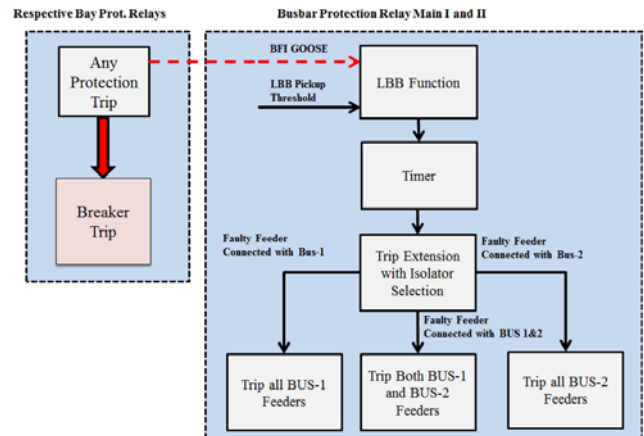 Respective Bay Prot. Relays
Busbar Protection Relay Main I and II
Any
Protection
Trip
Breaker
Trip
BFI GOOSE
LBB Pickup
Threshold
LBB Function
Timer
Faulty Feeder
Connected with Bus-1
Trip Extension
with Isolator
Selection
Faulty Feeder
Connected with Bus-2
Faulty Feeder
Connected with BUS 1&2
Trip all BUS-1
Feeders
Trip Both BUS-1
and BUS-2
Feeders
Trip all BUS-2
Feeders